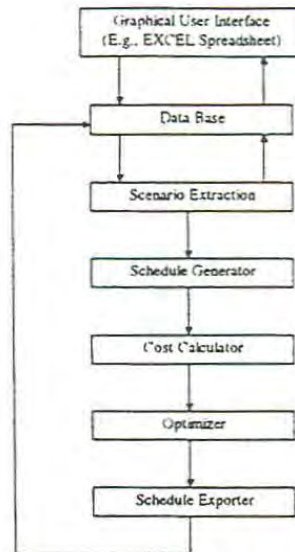 Graphical User Interface
(E.g., EXCEL Spreadsheet)
Data Base
Scenario Extraction
Schedule Generator
Cost Calculator
Optimizer
Schedule Exporter